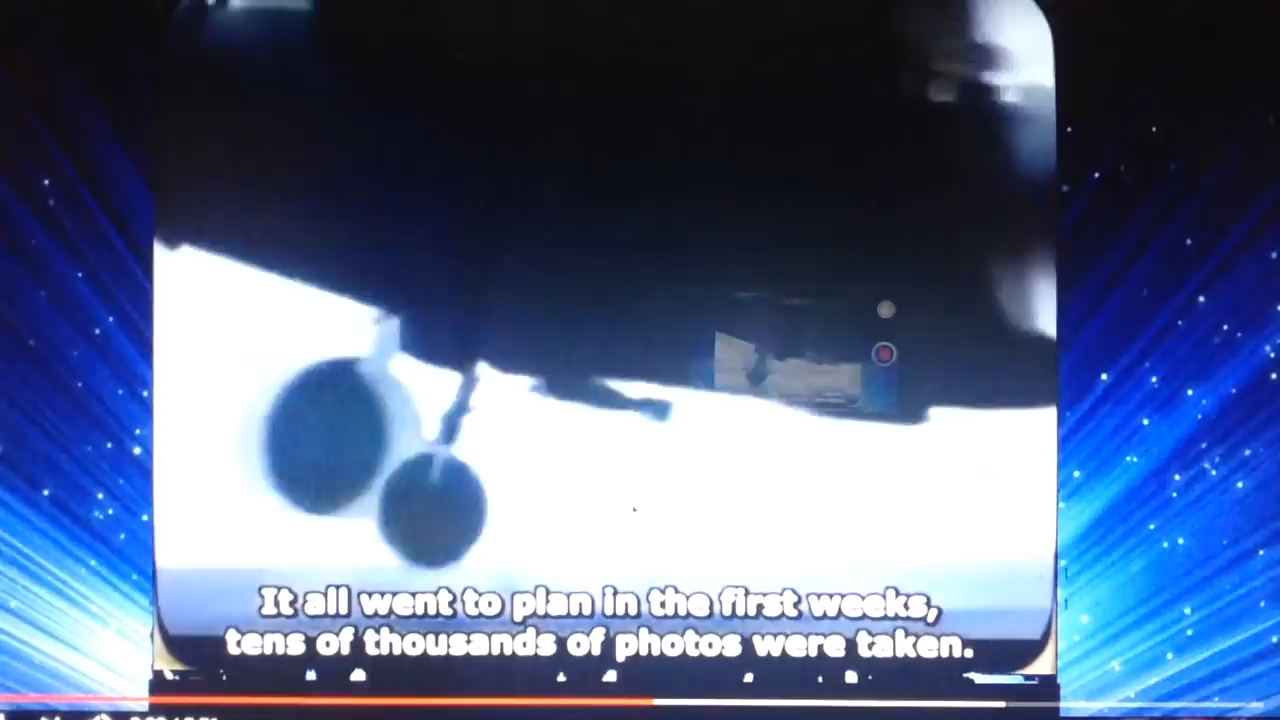 It all went to plan in the first weeks,
tens of thousands of photos were taken.